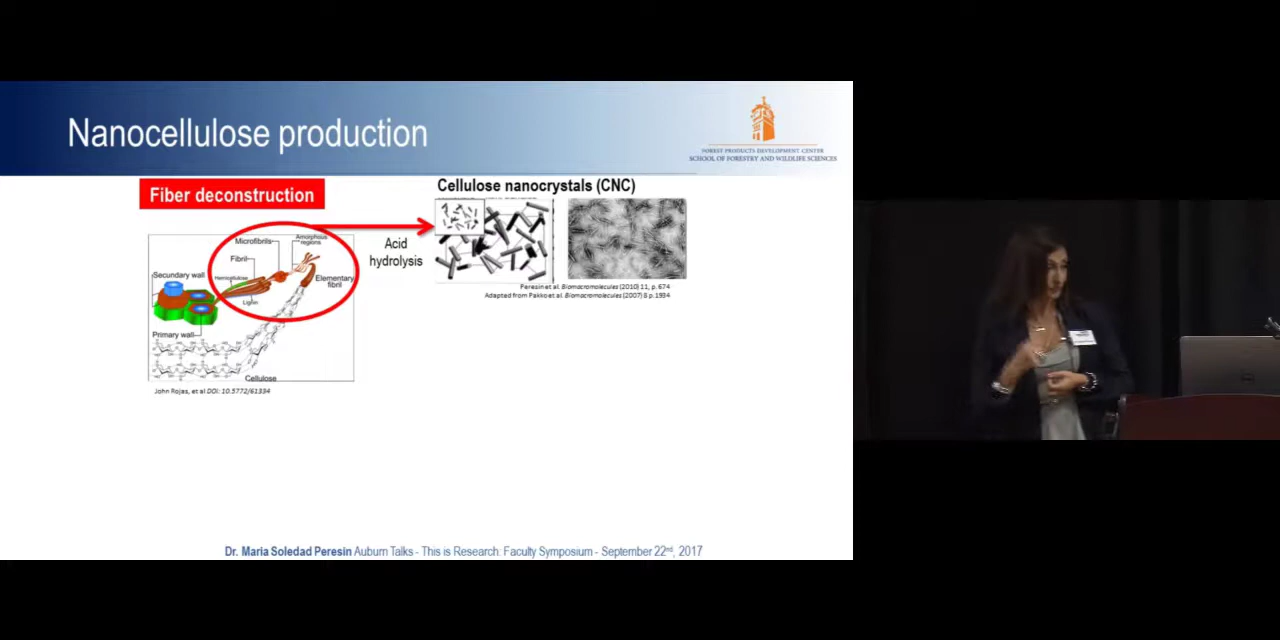 Nanocellulose production
FOREST PRODUCTS DEVELOPMENT CENTER
SCHOOL OF FORESTRY AND WILDLIFE SCIENCES
Fiber deconstruction
Microfibrils
Amorphous
regions
Fibril
Hemicellulose
Elementary
fibril
Lignin
Secundary wall
Primary wall
Cellulose
John Rojas, et al DOI: 10.5772/61334
Acid
hydrolysis
Cellulose nanocrystals (CNC)
Peresin et al. Biomacromolecules (2010) 11, p. 674
Adapted from Pakko et al. Biomacromolecules (2007) 8 p. 1934
Dr. Maria Soledad Peresin Auburn Talks - This is Research: Faculty Symposium - September 22nd, 2017